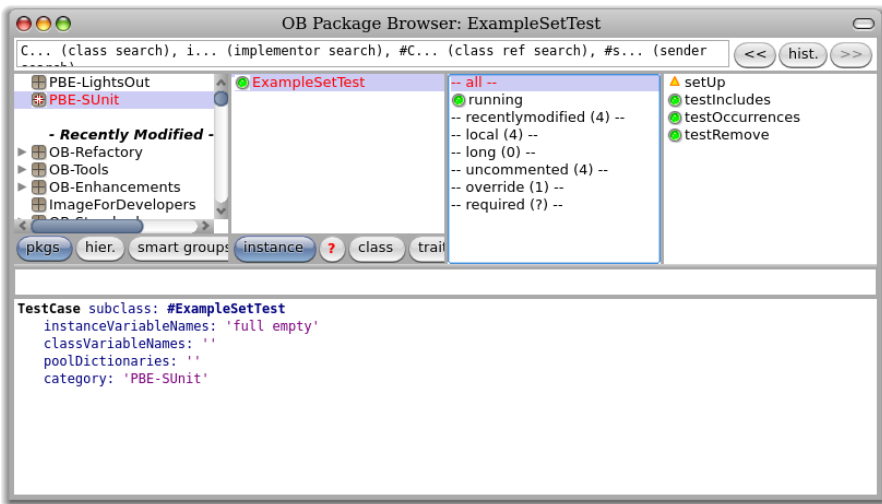 OB Package Browser: ExampleSetTest
C... (class search), i... (implementor search), #C... (class ref search), #s... (sender
<< hist. >>
PBE-LightsOut
PBE-SUnit
- Recently Modified -
OB-Refactory
OB-Tools
OB-Enhancements
ImageForDevelopers
ExampleSetTest
-- all --
running
-- recentlymodified (4) --
-- local (4) --
-- long (0) --
-- uncommented (4) --
-- override (1) --
-- required (?) --
setUp
testIncludes
testOccurrences
testRemove
pkgs hier. smart groups instance ? class trait
TestCase subclass: #ExampleSetTest
instanceVariableNames: 'full empty'
classVariableNames: ''
poolDictionaries: ''
category: 'PBE-SUnit'